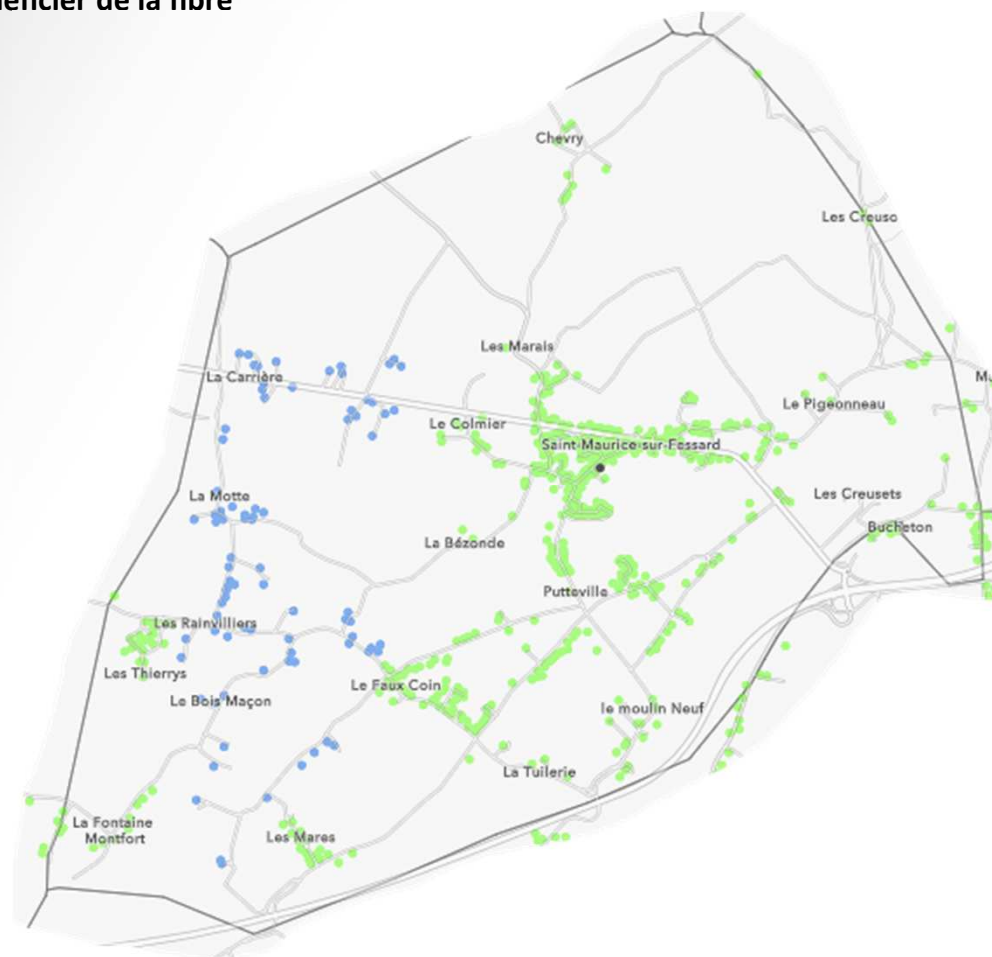 de la fibre
Chevry
Les Creuso
Les Marais
La Carrière
Le Pigeonneau
Le Colmier
Saint-Maurice-sur-Fessard
La Motte
Les Creusets
Bucheton
La Bézonde
Putteville
Les Rainvilliers
Les Thierrys
Le Faux Coin
Le Bois Maçon
le moulin Neuf
La Tuilerie
La Fontaine
Montfort
Les Mares